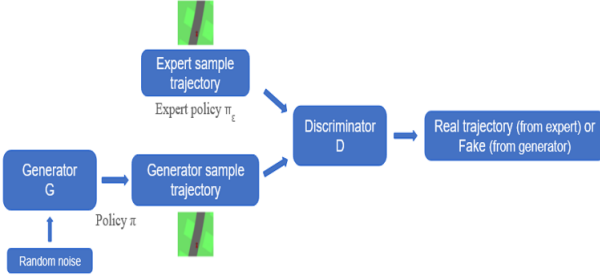 Expert sample
trajectory
Expert policy πε
Discriminator
D
Real trajectory (from expert) or
Fake (from generator)
Generator
G
Generator sample
trajectory
Policy π
Random noise